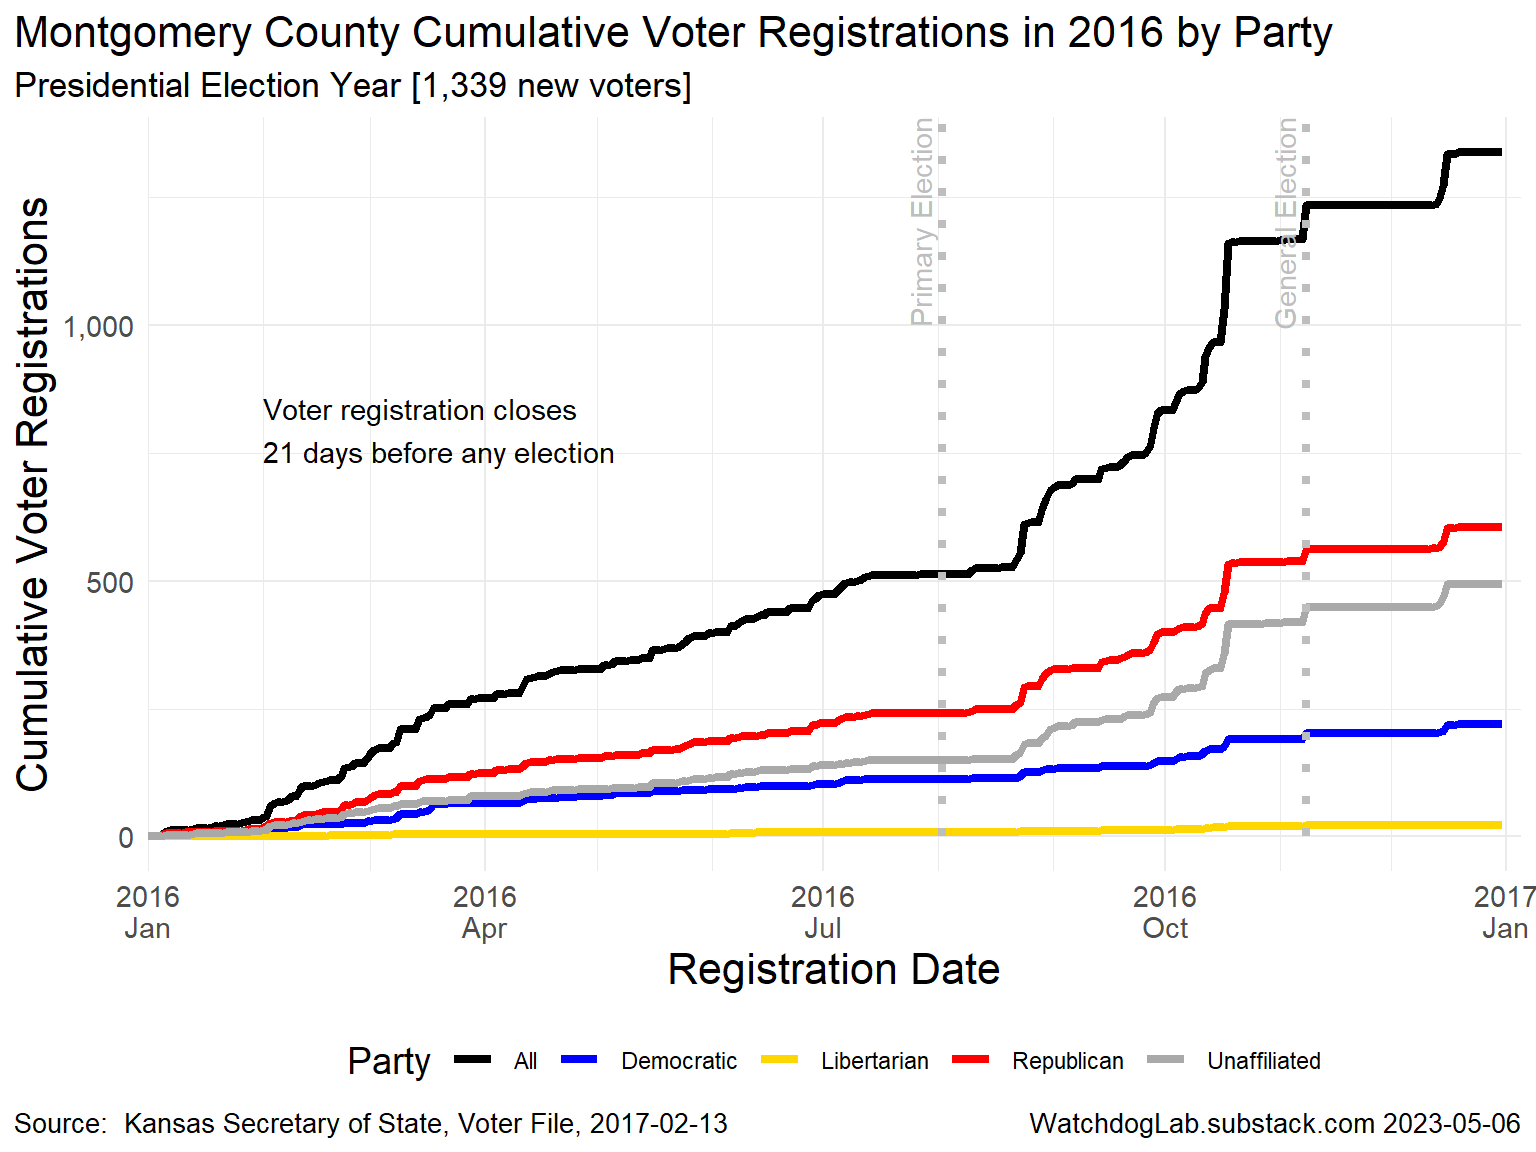 Montgomery County Cumulative Voter Registrations in 2016 by Party
Presidential Election Year [1,339 new voters]
Cumulative Voter Registrations
1,000
500
0
Primary Election
General Election
Voter registration closes
21 days before any election
2016
Jan
2016
Apr
2016
Jul
2016
Oct
2017
Jan
Registration Date
Party All Democratic Libertarian Republican Unaffiliated
Source:  Kansas Secretary of State, Voter File, 2017-02-13
WatchdogLab.substack.com 2023-05-06